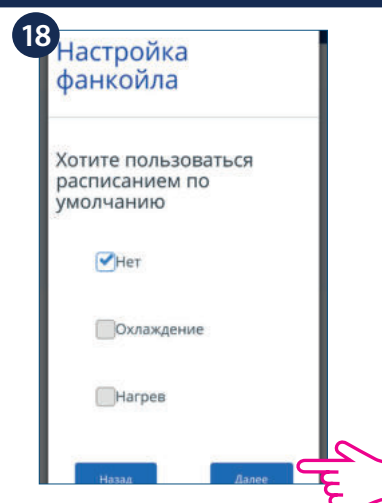 18
Настройка
фанкойла
Хотите пользоваться
расписанием по
умолчанию
Нет
Охлаждение
Нагрев
Назад Далее